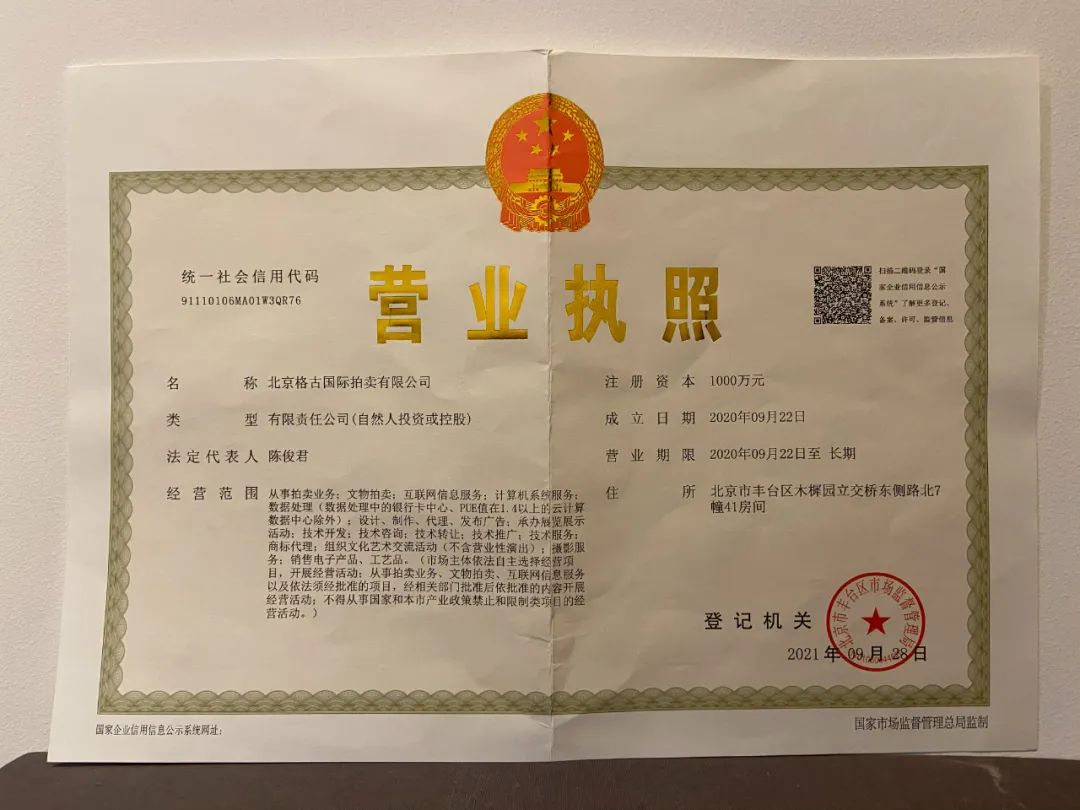 统一社会信用代码
91110106MA01W3QR76
营业执照
扫描二维码登录“国
家企业信用信息公示
系统”了解更多登记、
备案、许可、监管信息
名称 北京格古国际拍卖有限公司
类型 有限责任公司(自然人投资或控股)
法定代表人 陈俊君
经营范围 从事拍卖业务；文物拍卖；互联网信息服务；计算机系统服务；
数据处理（数据处理中的银行卡中心、PUE值在1.4以上的云计算
数据中心除外）；设计、制作、代理、发布广告；承办展览展示
活动；技术开发；技术咨询；技术转让；技术推广；技术服务；
商标代理；组织文化艺术交流活动（不含营业性演出）；摄影服
务；销售电子产品、工艺品。（市场主体依法自主选择经营项
目，开展经营活动；从事拍卖业务、文物拍卖、互联网信息服务
以及依法须经批准的项目，经相关部门批准后依批准的内容开展
经营活动；不得从事国家和本市产业政策禁止和限制类项目的经
营活动。）
注册资本 1000万元
成立日期 2020年09月22日
营业期限 2020年09月22日至 长期
住所 北京市丰台区木樨园立交桥东侧路北7
幢41房间
登记机关
北京市丰台区市场监督管理局
2021年09月28日
国家企业信用信息公示系统网址：
国家市场监督管理总局监制